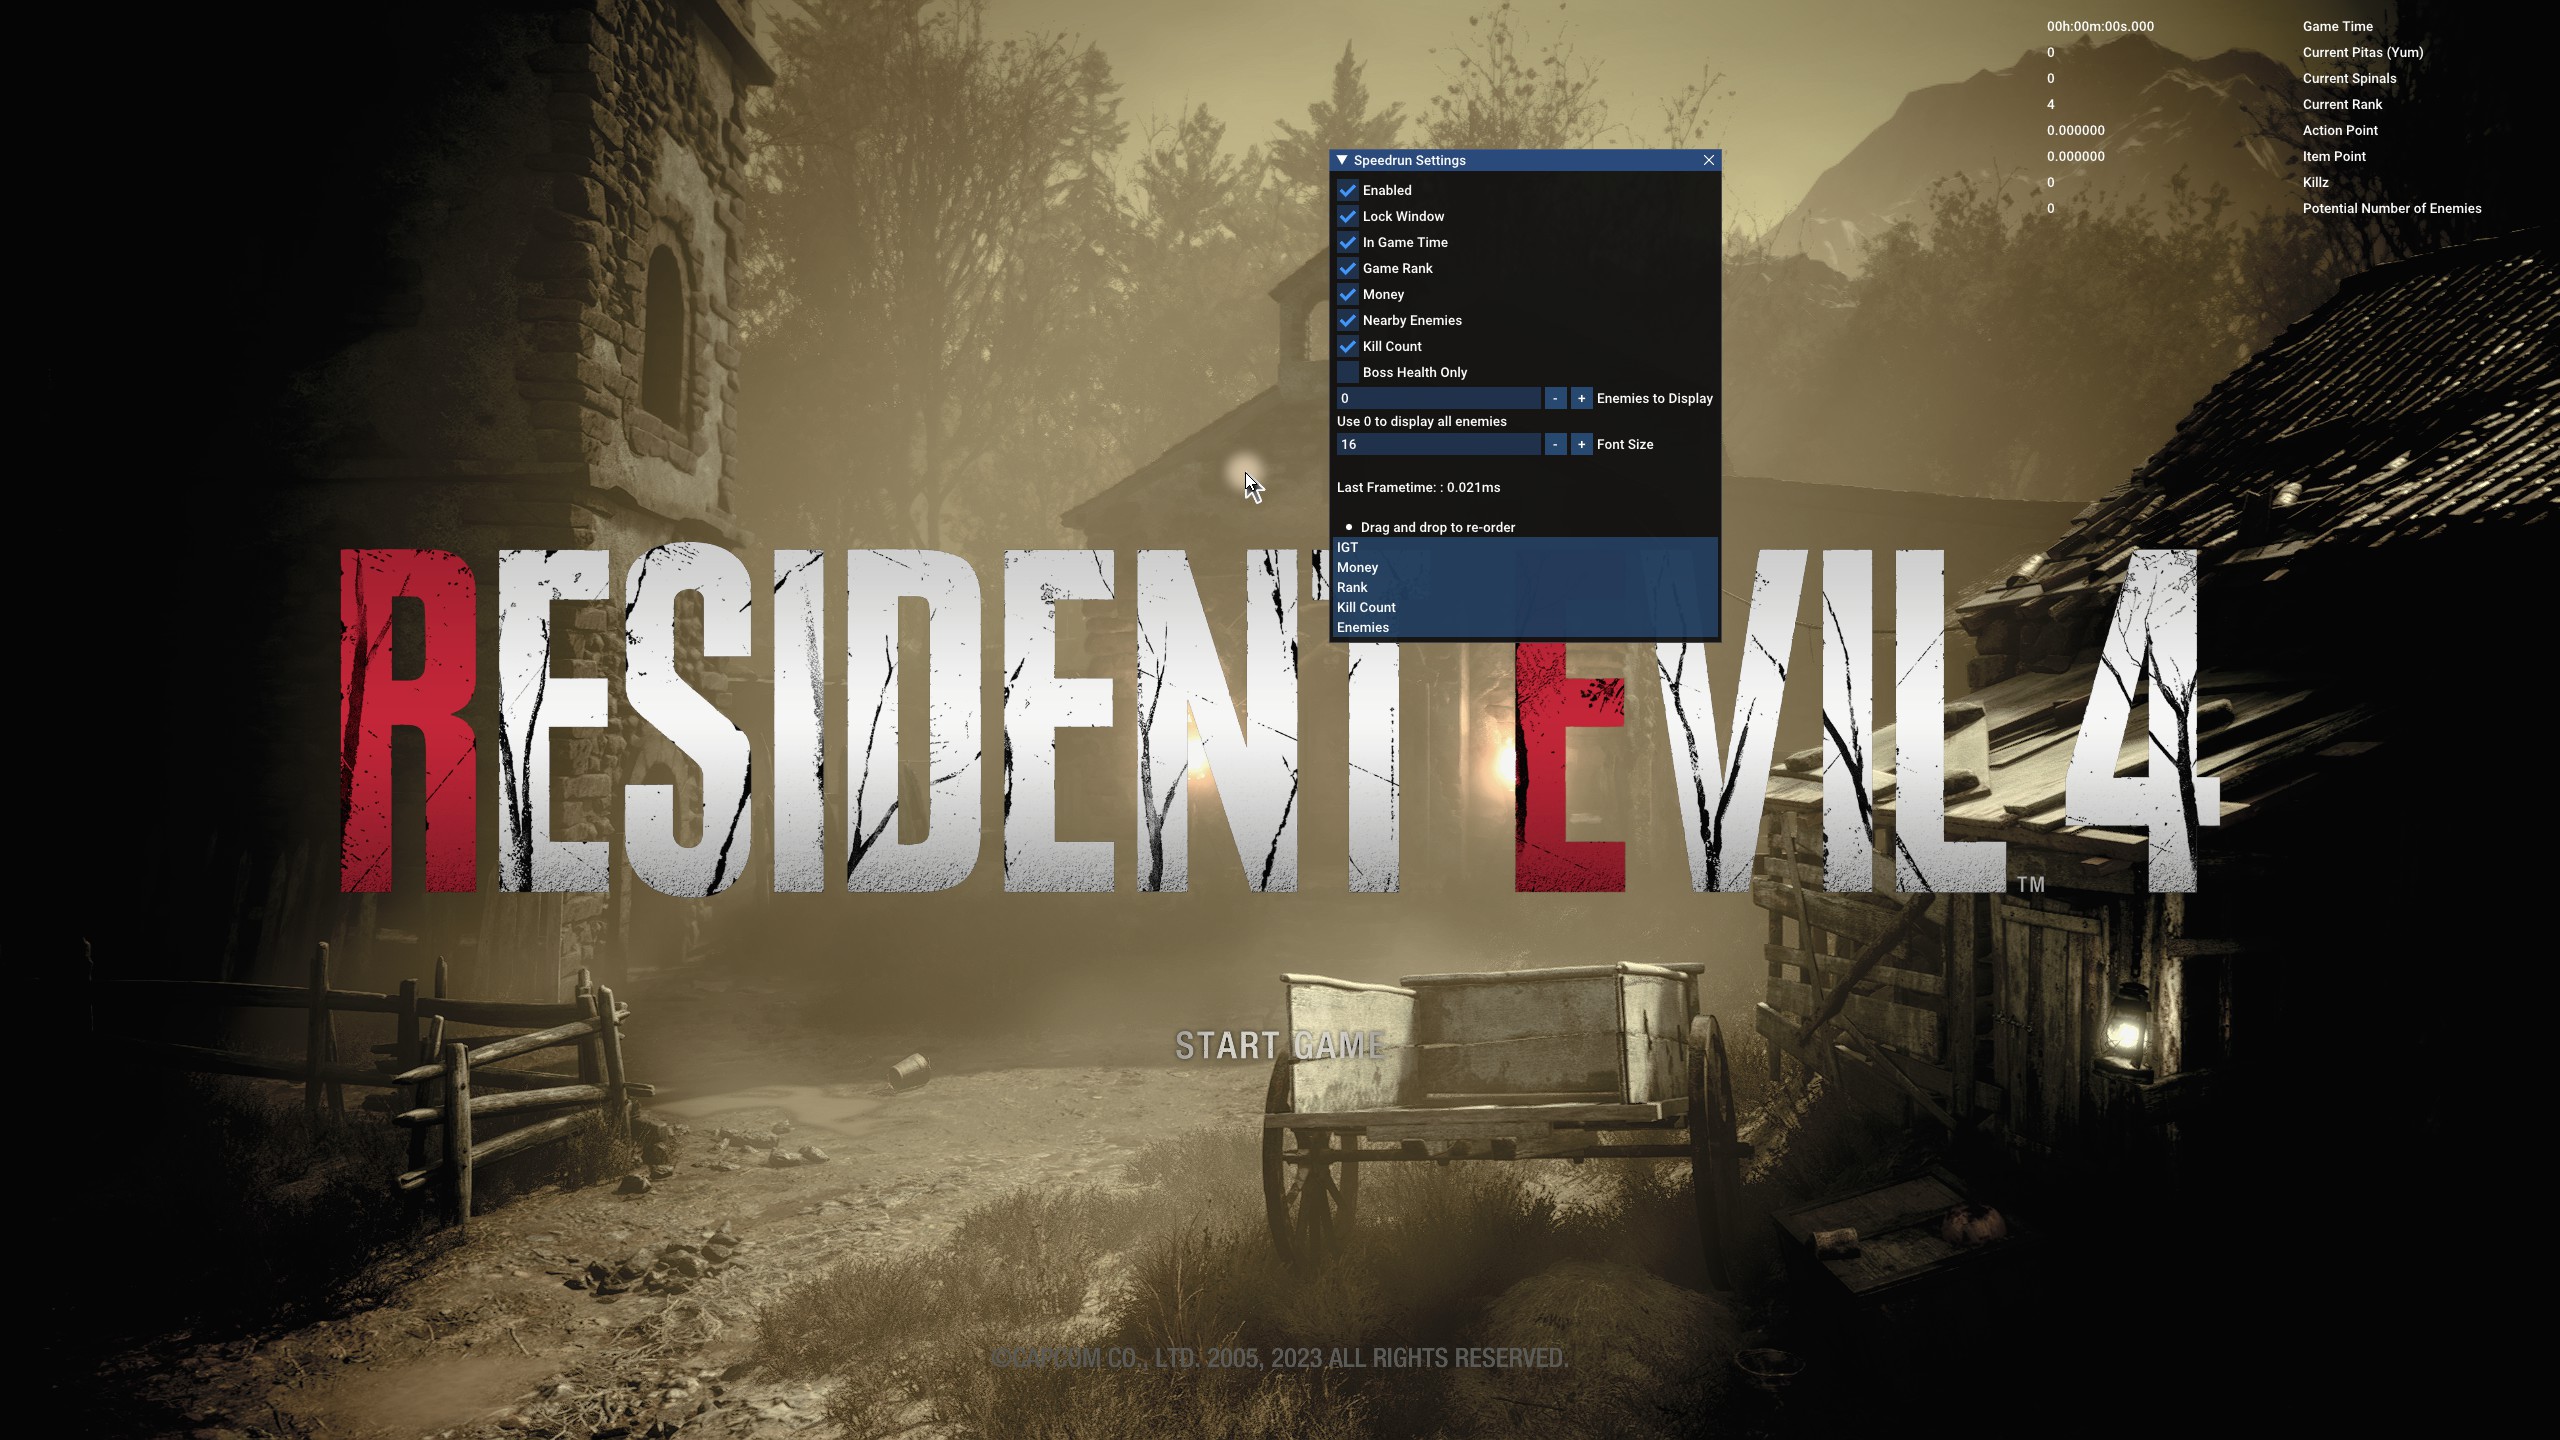 00h:00m:00s.000 Game Time
0 Current Pitas (Yum)
0 Current Spinals
4 Current Rank
0.000000 Action Point
0.000000 Item Point
0 Killz
0 Potential Number of Enemies
Speedrun Settings
Enabled
Lock Window
In Game Time
Game Rank
Money
Nearby Enemies
Kill Count
Boss Health Only
0 - + Enemies to Display
Use 0 to display all enemies
16 - + Font Size
Last Frametime: : 0.021ms
Drag and drop to re-order
IGT
Money
Rank
Kill Count
Enemies
RESIDENT EVIL 4 TM
START GAME
©CAPCOM CO., LTD. 2005, 2023 ALL RIGHTS RESERVED.